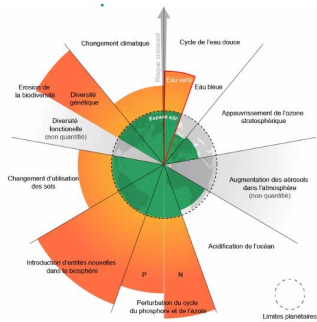 Changement climatique
Risque croissant
Cycle de l'eau douce
Eau verte
Eau bleue
Erosion de
la biodiversité
Diversité
génétique
Diversité
fonctionelle
(non quantifié)
Espace sûr
Appauvrissement de l'ozone
stratosphérique
Changement d'utilisation
des sols
Augmentation des aérosols
dans l'atmosphère
(non quantifié)
Acidification de l'océan
Introduction d'entités nouvelles
dans la biosphère
P
N
Perturbation du cycle
du phosphore et de l'azote
Limites planétaires